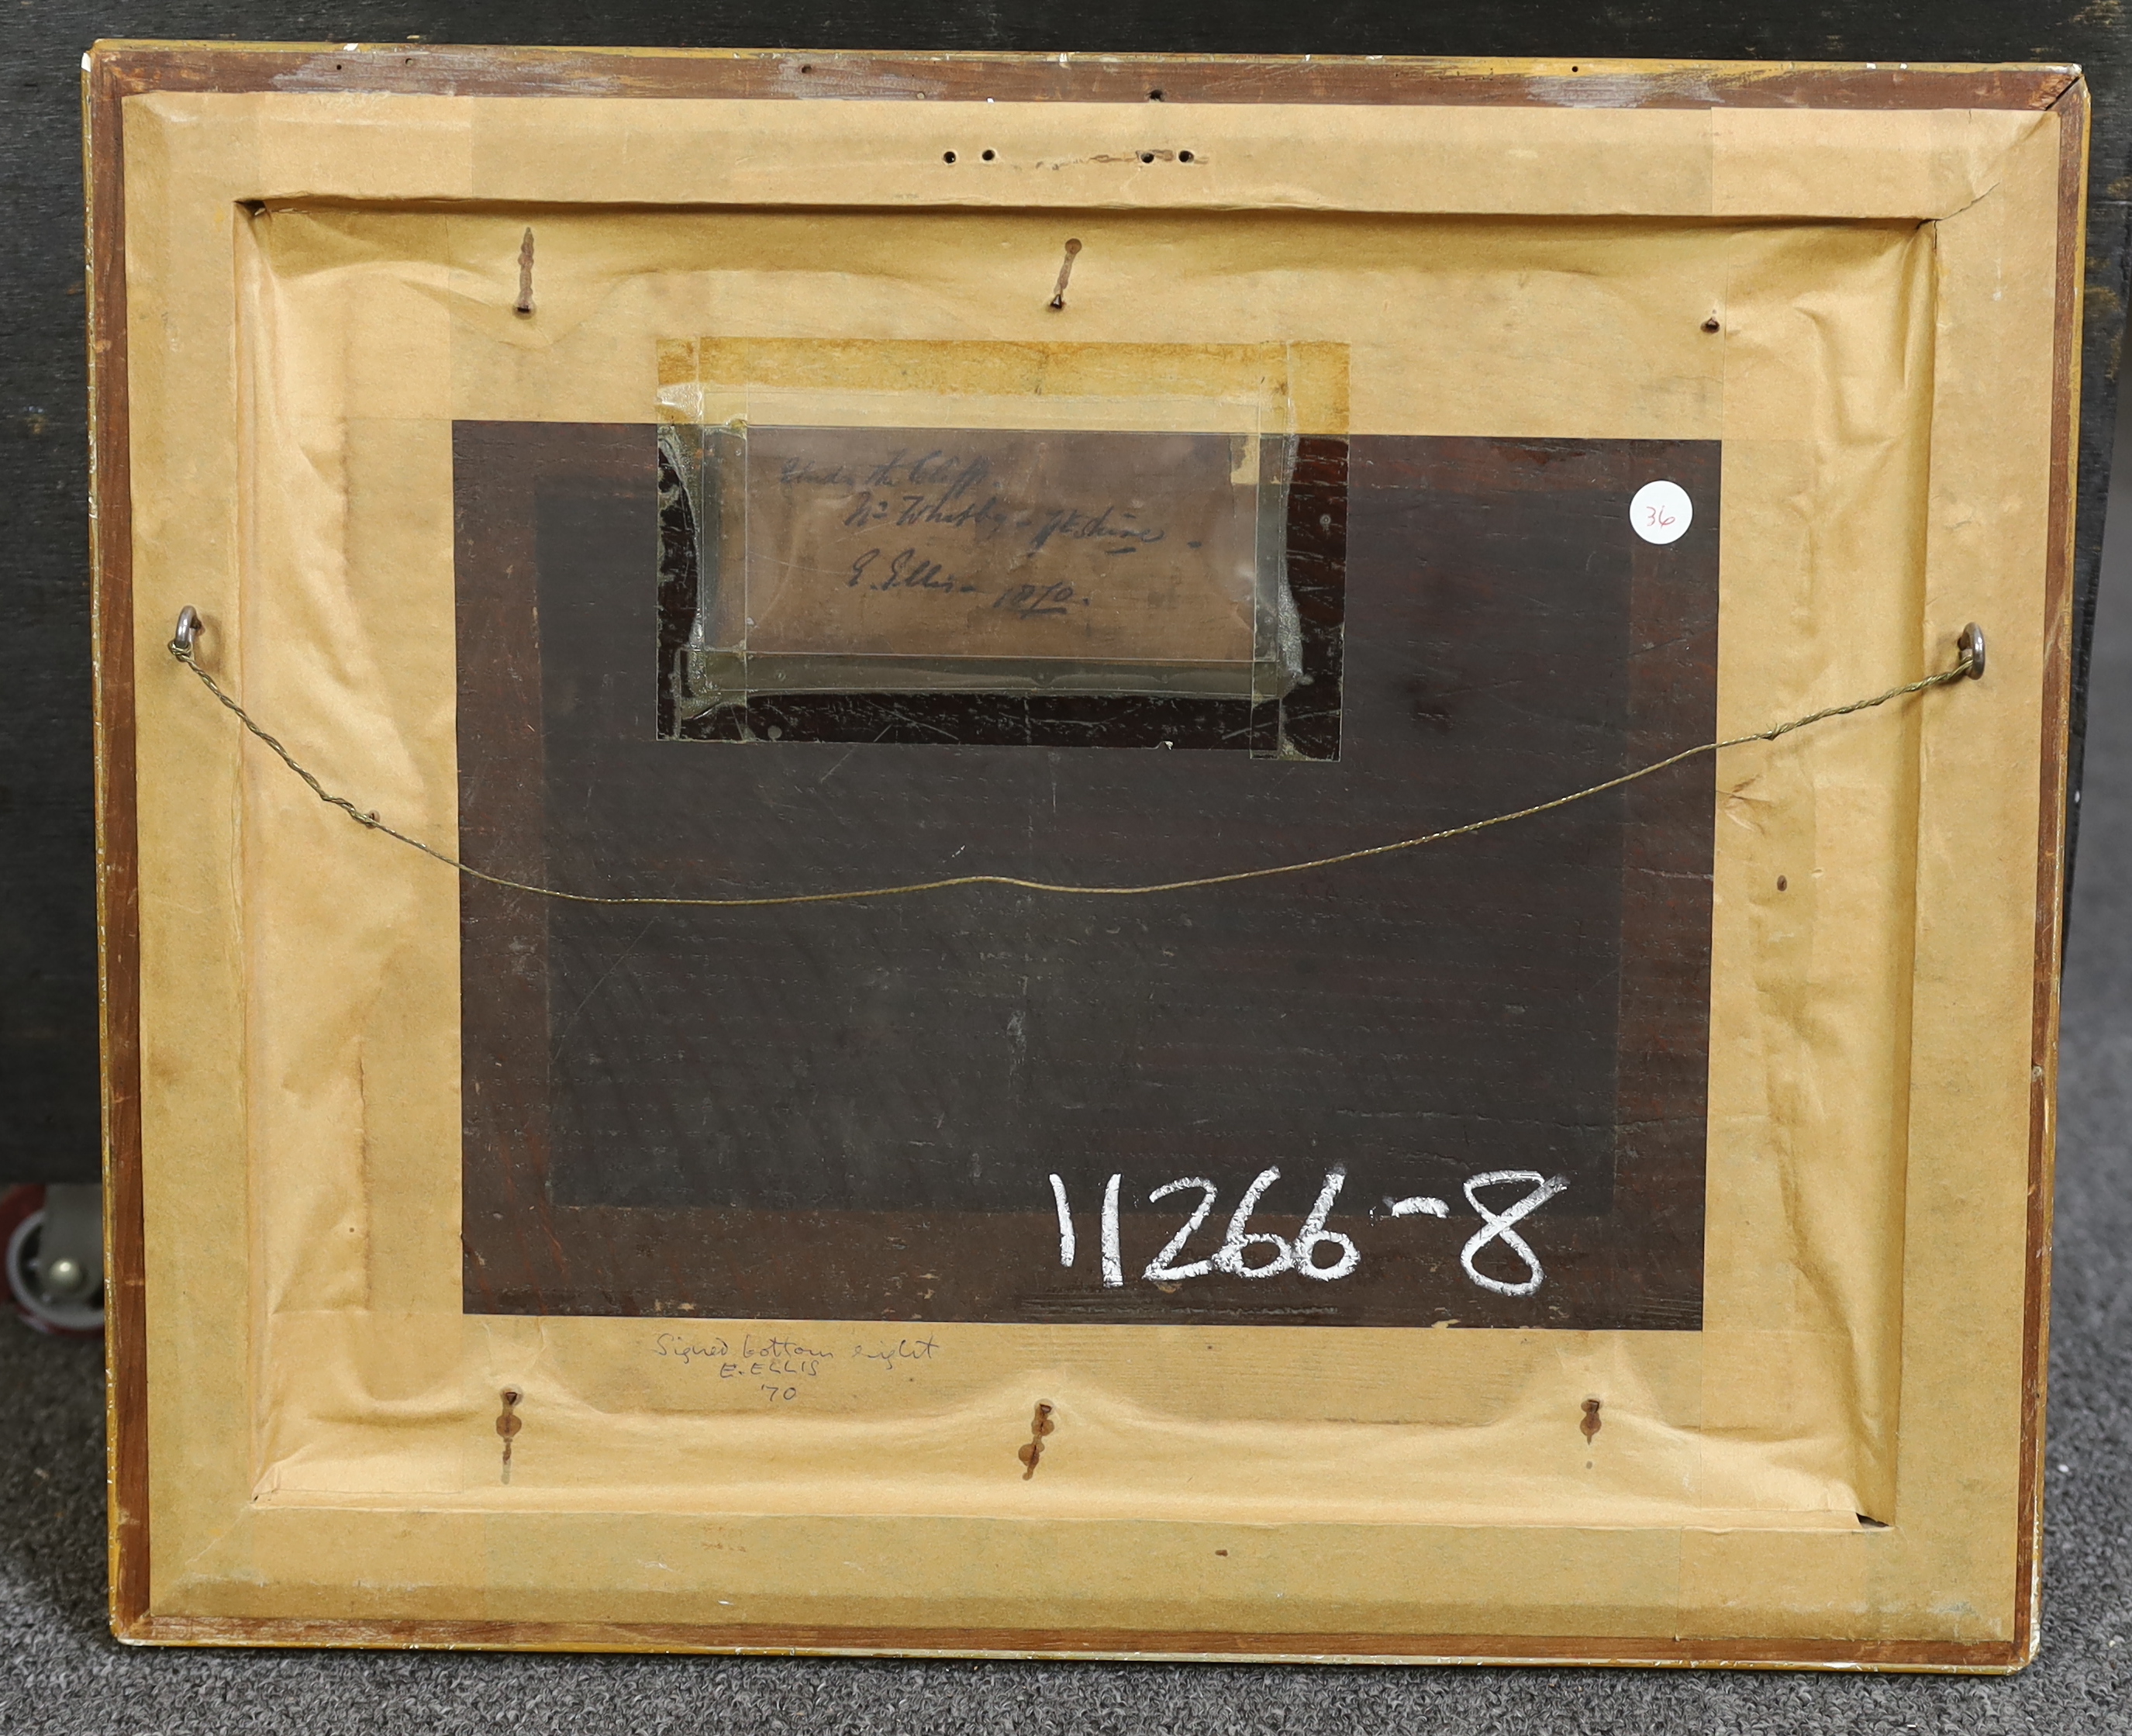 Under the Cliff.
Nr Whitby - Yorkshire -
E. Ellis - 1870.
36
11266-8
Signed bottom right
E. ELLIS
'70